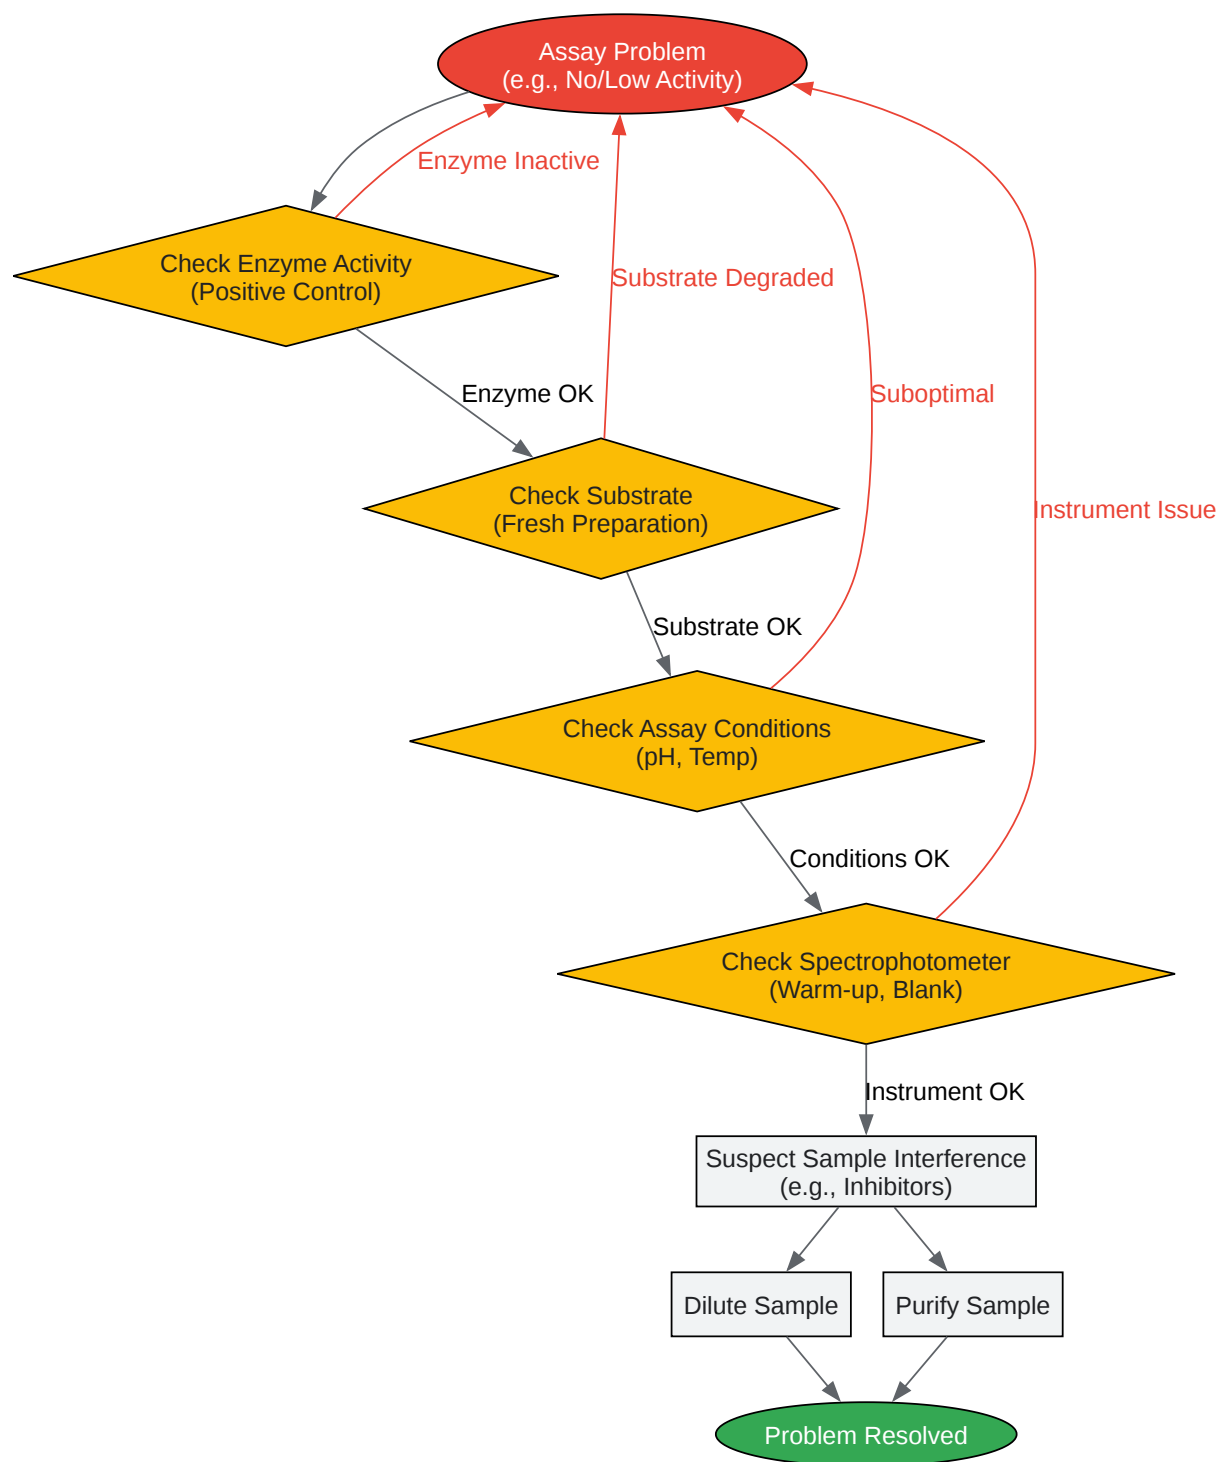 Assay Problem
(e.g., No/Low Activity)
Enzyme Inactive
Check Enzyme Activity
(Positive Control)
Substrate Degraded
Enzyme OK
Suboptimal
Check Substrate
(Fresh Preparation)
Instrument Issue
Substrate OK
Check Assay Conditions
(pH, Temp)
Conditions OK
Check Spectrophotometer
(Warm-up, Blank)
Instrument OK
Suspect Sample Interference
(e.g., Inhibitors)
Dilute Sample
Purify Sample
Problem Resolved